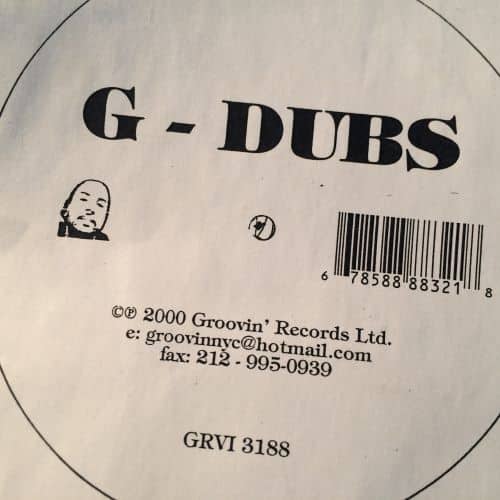 G - DUBS
6 78588 88321 8
©℗ 2000 Groovin' Records Ltd.
e: groovinnyc@hotmail.com
fax: 212 - 995-0939
GRVI 3188